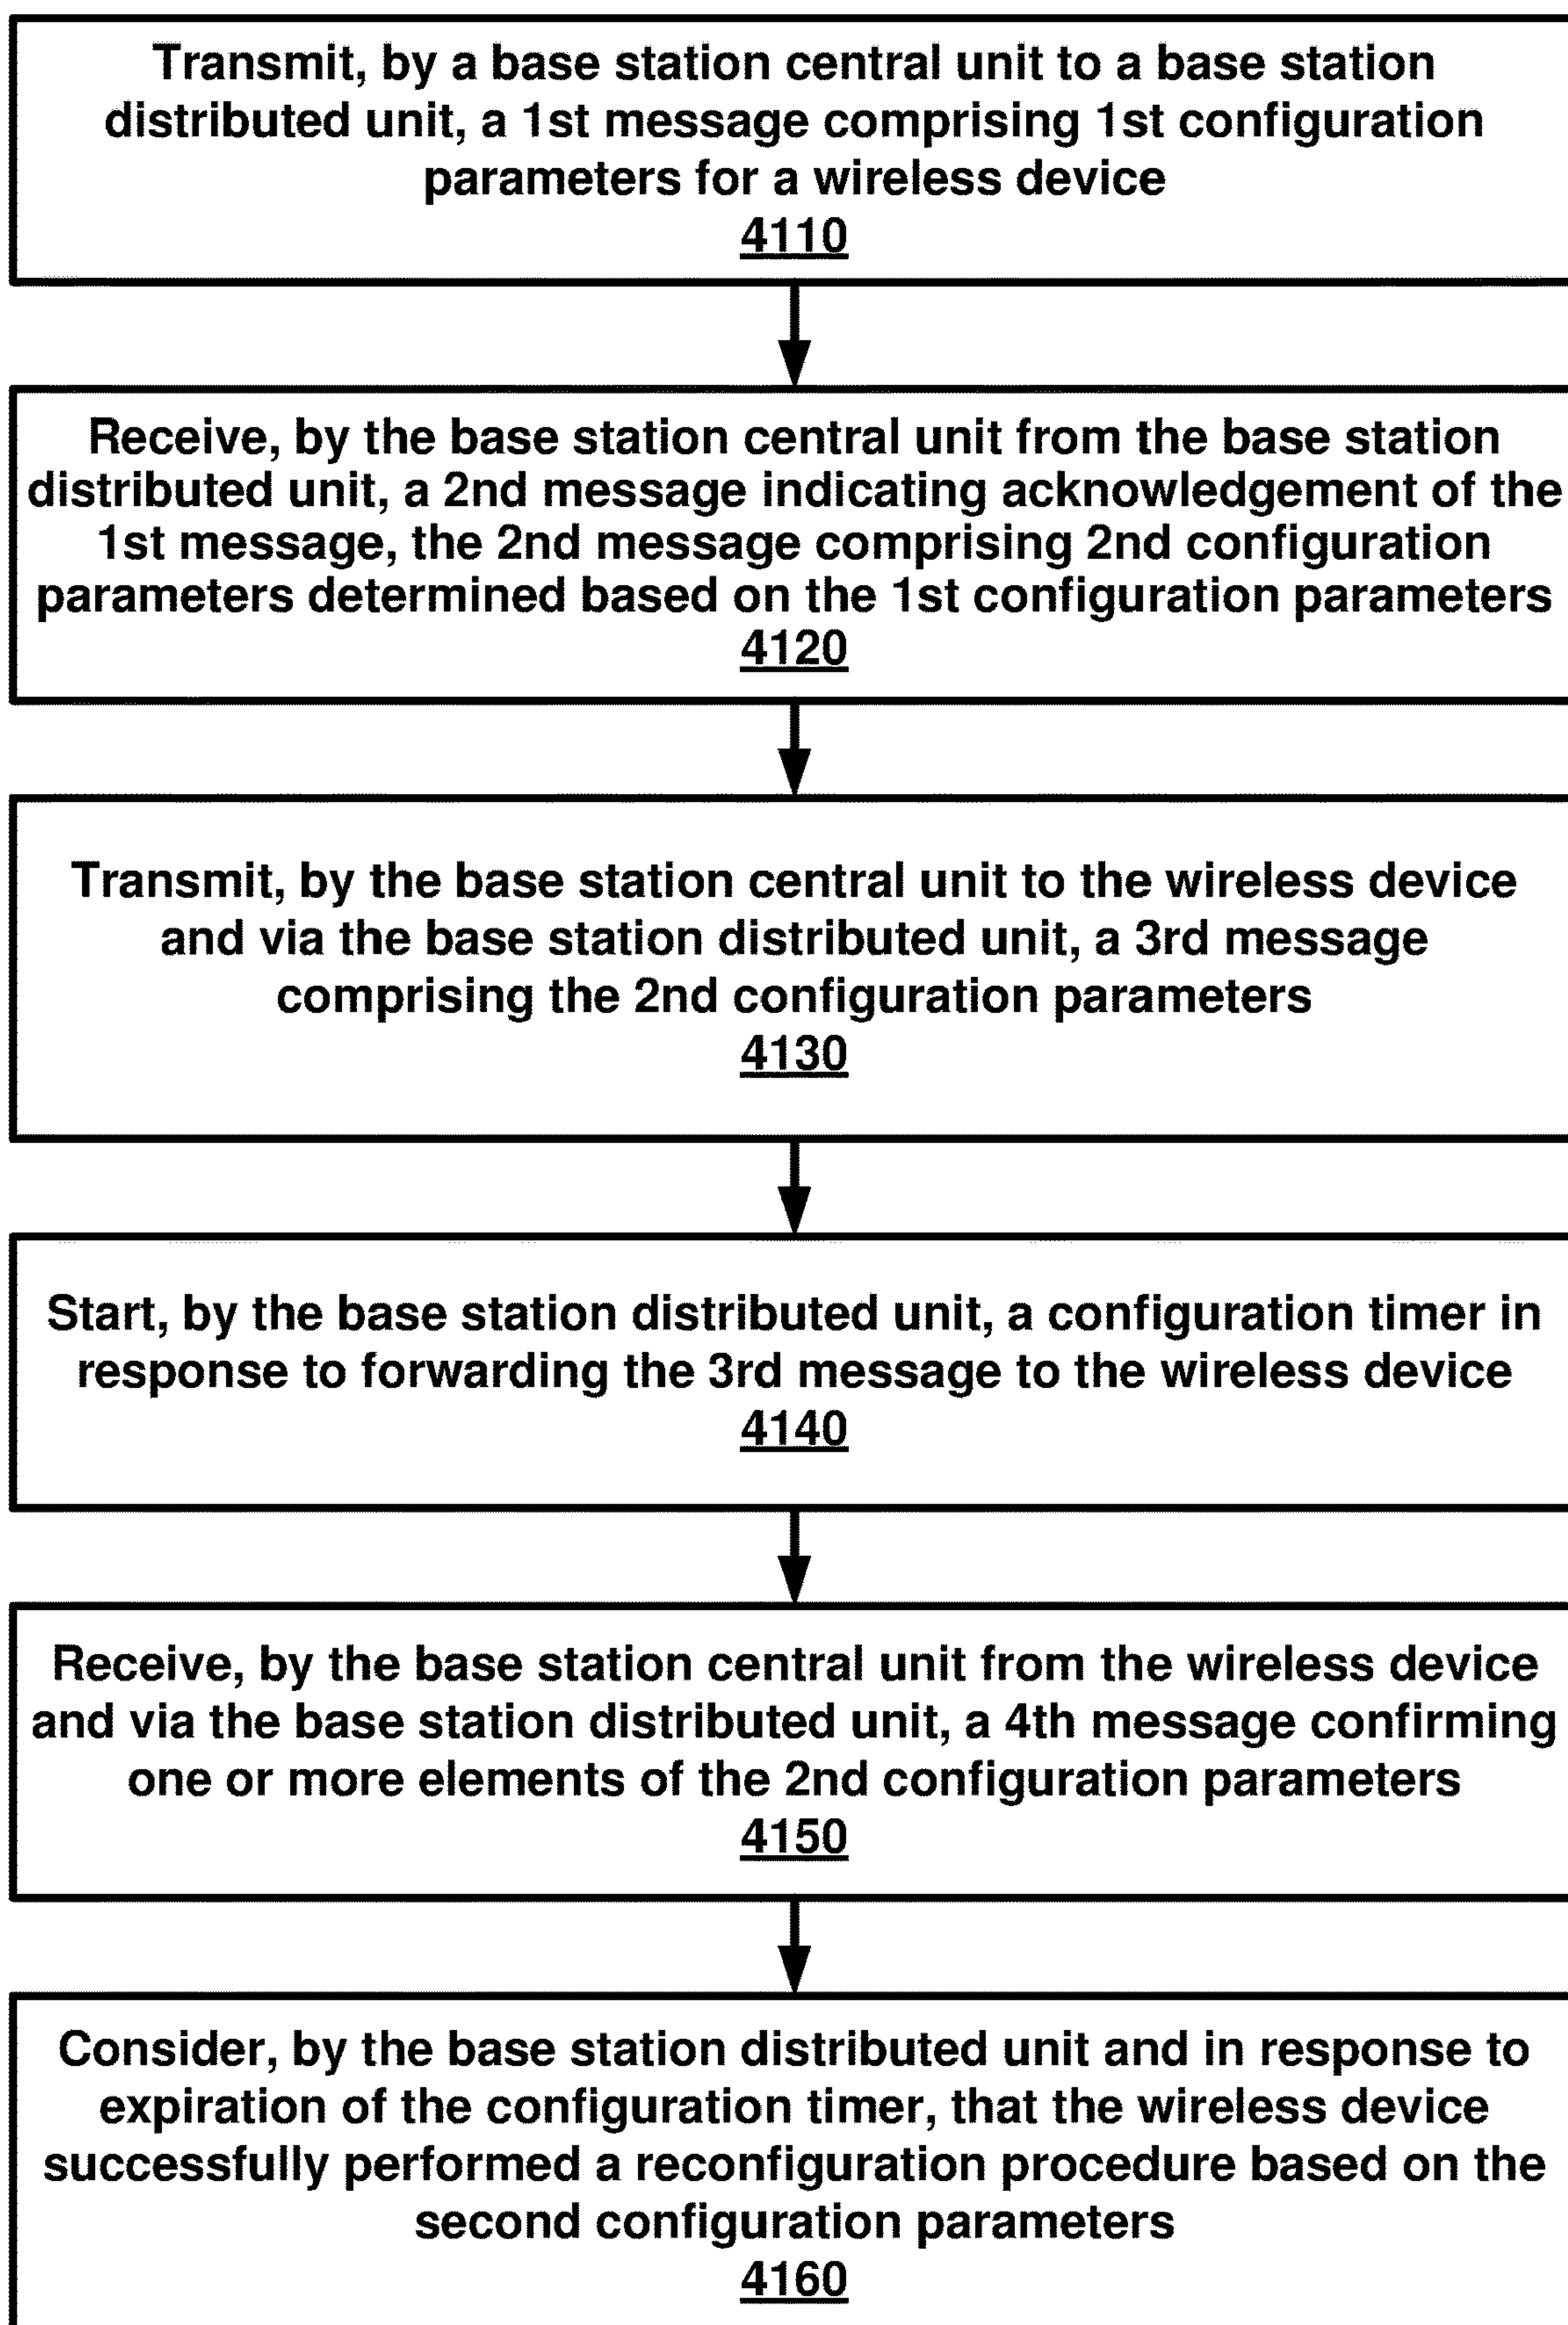 Transmit, by a base station central unit to a base station
distributed unit, a 1st message comprising 1st configuration
parameters for a wireless device
4110
Receive, by the base station central unit from the base station
distributed unit, a 2nd message indicating acknowledgement of the
1st message, the 2nd message comprising 2nd configuration
parameters determined based on the 1st configuration parameters
4120
Transmit, by the base station central unit to the wireless device
and via the base station distributed unit, a 3rd message
comprising the 2nd configuration parameters
4130
Start, by the base station distributed unit, a configuration timer in
response to forwarding the 3rd message to the wireless device
4140
Receive, by the base station central unit from the wireless device
and via the base station distributed unit, a 4th message confirming
one or more elements of the 2nd configuration parameters
4150
Consider, by the base station distributed unit and in response to
expiration of the configuration timer, that the wireless device
successfully performed a reconfiguration procedure based on the
second configuration parameters
4160